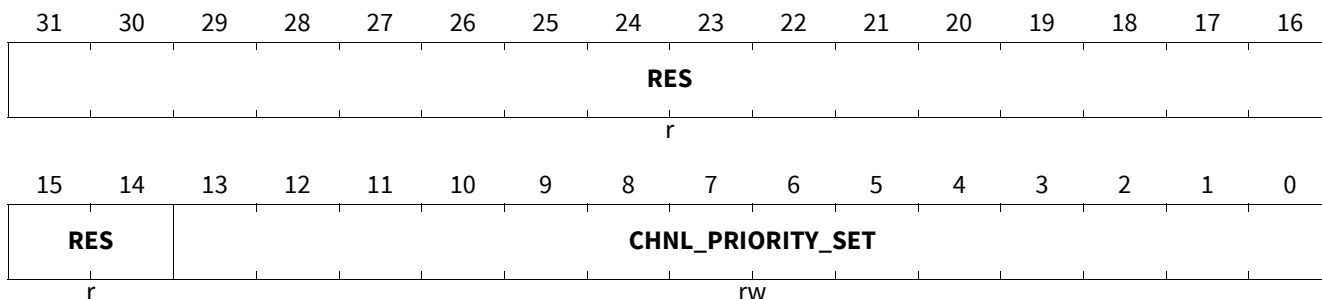 31 30 29 28 27 26 25 24 23 22 21 20 19 18 17 16
RES
r
15 14 13 12 11 10 9 8 7 6 5 4 3 2 1 0
RES CHNL_PRIORITY_SET
r rw